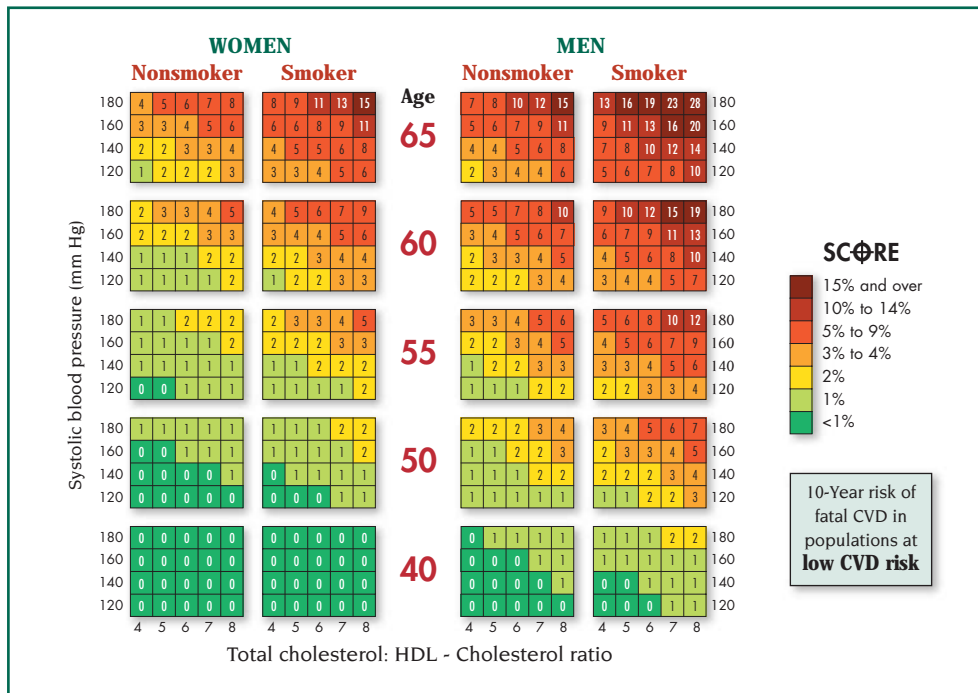 WOMEN MEN
Nonsmoker Smoker Age Nonsmoker Smoker
180 4 5 6 7 8 8 9 11 13 15 7 8 10 12 15 13 16 19 23 28 180
160 3 3 4 5 6 6 6 8 9 11 5 6 7 9 11 9 11 13 16 20 160
65
140 2 2 3 3 4 4 5 5 6 8 4 4 5 6 8 7 8 10 12 14 140
120 1 2 2 2 3 3 3 4 5 6 2 3 4 4 6 5 6 7 8 10 120
180 2 3 3 4 5 4 5 6 7 9 5 5 7 8 10 9 10 12 15 19 180
160 2 2 2 3 3 3 4 4 5 6 3 4 5 6 7 6 7 9 11 13 160
60
140 1 1 1 2 2 2 2 3 4 4 2 3 3 4 5 4 5 6 8 10 140
120 1 1 1 1 2 1 2 2 3 3 2 2 2 3 4 3 4 4 5 7 120
180 1 1 2 2 2 2 3 3 4 5 3 3 4 5 6 5 6 8 10 12 180
160 1 1 1 1 2 2 2 2 3 3 2 2 3 4 5 4 5 6 7 9 160
55
140 1 1 1 1 1 1 1 2 2 2 1 2 2 3 3 3 3 4 5 6 140
120 0 0 1 1 1 1 1 1 1 2 1 1 1 2 2 2 2 3 3 4 120
180 1 1 1 1 1 1 1 1 2 2 2 2 2 3 4 3 4 5 6 7 180
160 0 0 1 1 1 1 1 1 1 2 1 1 2 2 3 2 3 3 4 5 160
50
140 0 0 0 0 1 0 1 1 1 1 1 1 1 2 2 2 2 2 3 4 140
120 0 0 0 0 0 0 0 0 1 1 1 1 1 1 1 1 1 2 2 3 120
180 0 0 0 0 0 0 0 0 0 0 0 1 1 1 1 1 1 1 2 2 180
160 0 0 0 0 0 0 0 0 0 0 0 0 0 1 1 1 1 1 1 1 160
40
140 0 0 0 0 0 0 0 0 0 0 0 0 0 0 1 0 0 1 1 1 140
120 0 0 0 0 0 0 0 0 0 0 0 0 0 0 0 0 0 0 1 1 120
4 5 6 7 8 4 5 6 7 8 4 5 6 7 8 4 5 6 7 8
Systolic blood pressure (mm Hg)
Total cholesterol: HDL - Cholesterol ratio
SCORE
15% and over
10% to 14%
5% to 9%
3% to 4%
2%
1%
<1%
10-Year risk of
fatal CVD in
populations at
low CVD risk